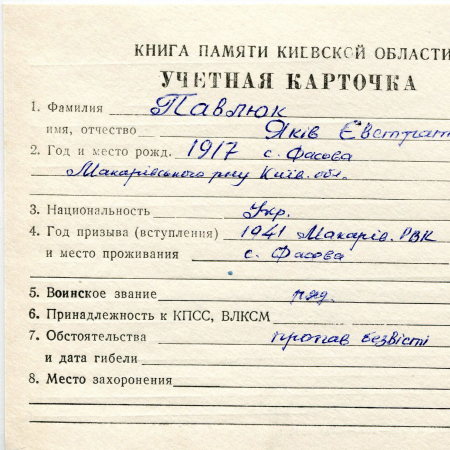 КНИГА ПАМЯТИ КИЕВСКОЙ ОБЛАСТИ
УЧЕТНАЯ КАРТОЧКА
1. Фамилия Павлюк
имя, отчество Яків Євстрат
2. Год и место рожд. 1917 с. Фасова
Макарівського р-ну Київ. обл.
3. Национальность Укр.
4. Год призыва (вступления) 1941 Макарів. РВК
и место проживания с. Фасова
5. Воинское звание ряд.
6. Принадлежность к КПСС, ВЛКСМ
7. Обстоятельства пропав безвісті
и дата гибели
8. Место захоронения